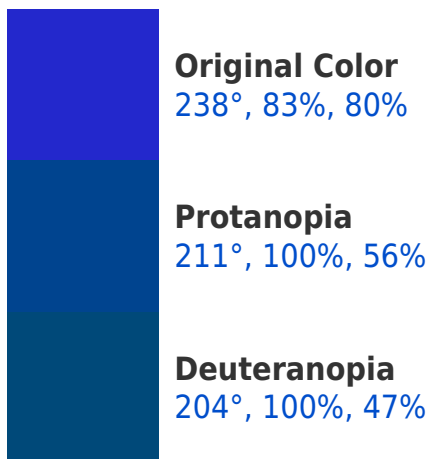 Original Color
238°, 83%, 80%
Protanopia
211°, 100%, 56%
Deuteranopia
204°, 100%, 47%